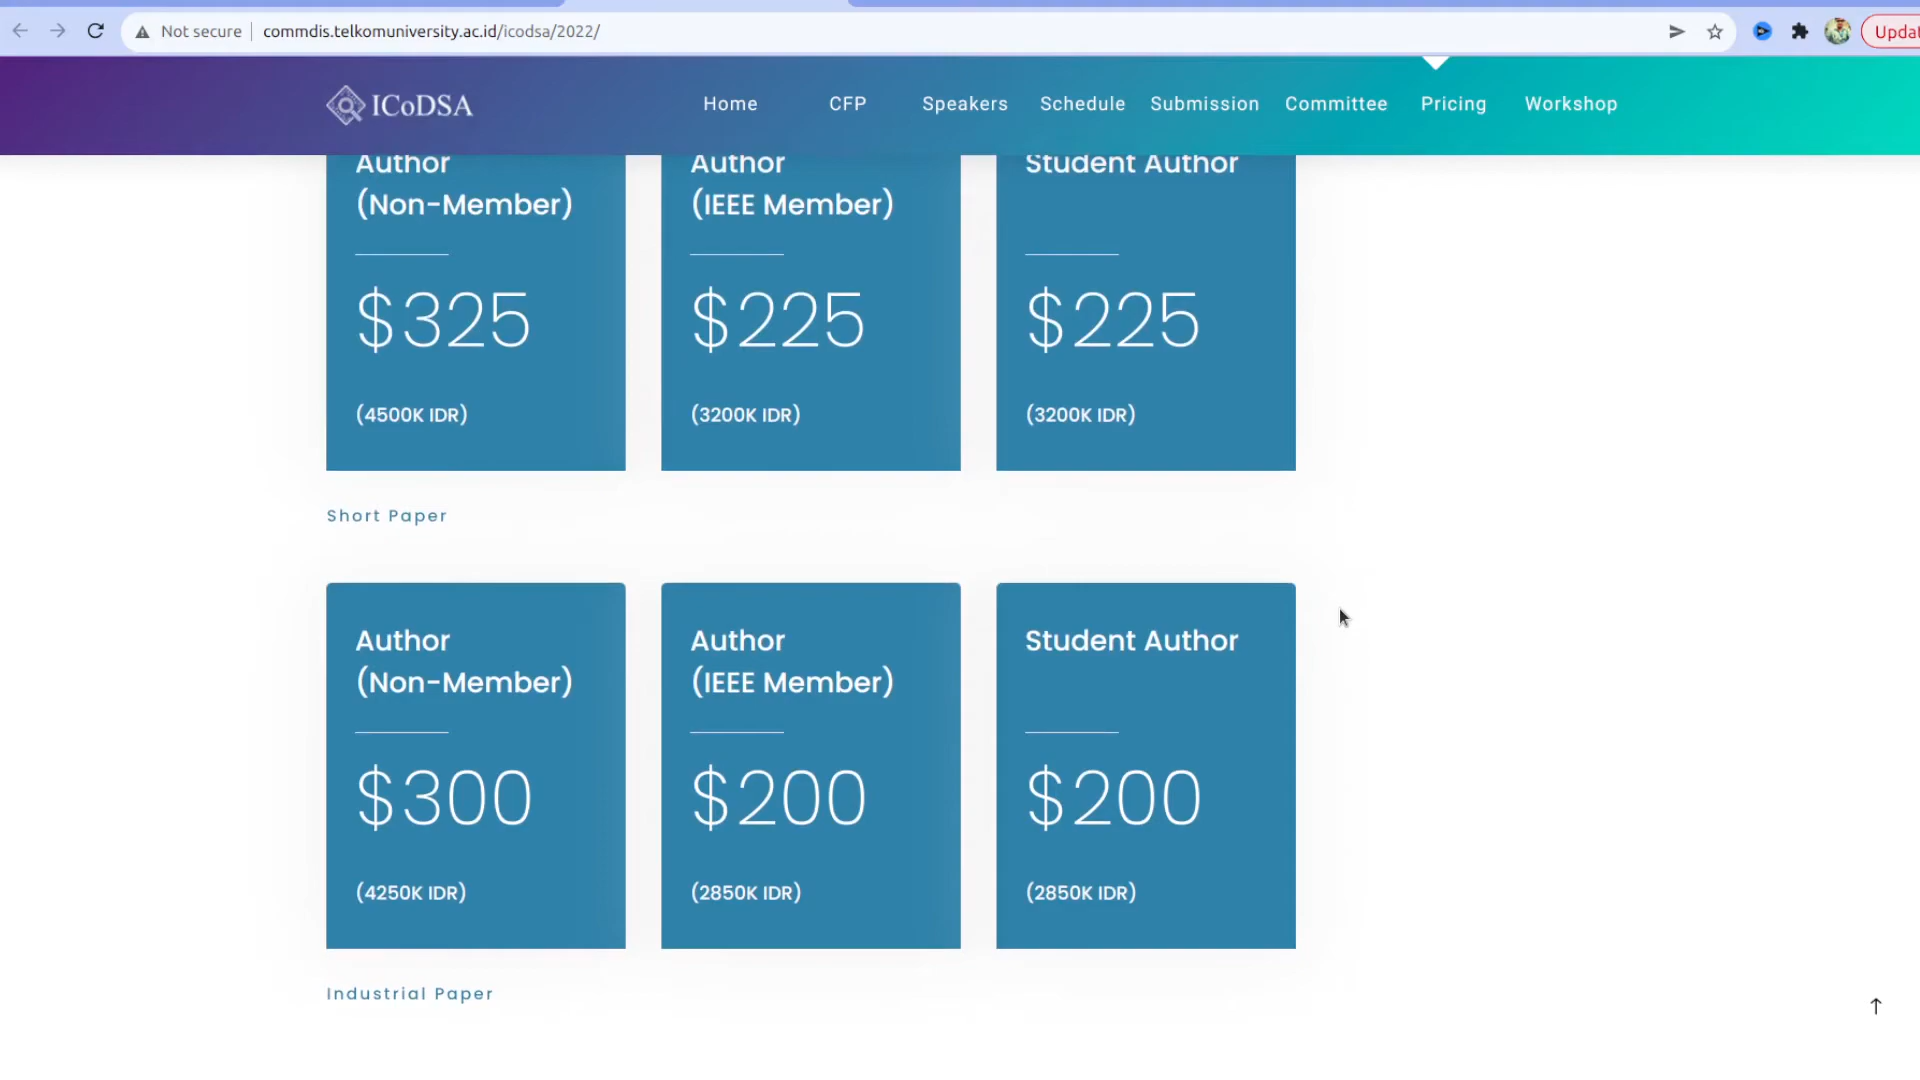 Not secure commdis.telkomuniversity.ac.id/icodsa/2022/
ICoDSA Home CFP Speakers Schedule Submission Committee Pricing Workshop
Author
(Non-Member)
$325
(4500K IDR)
Author
(IEEE Member)
$225
(3200K IDR)
Student Author
$225
(3200K IDR)
Short Paper
Author
(Non-Member)
$300
(4250K IDR)
Author
(IEEE Member)
$200
(2850K IDR)
Student Author
$200
(2850K IDR)
Industrial Paper